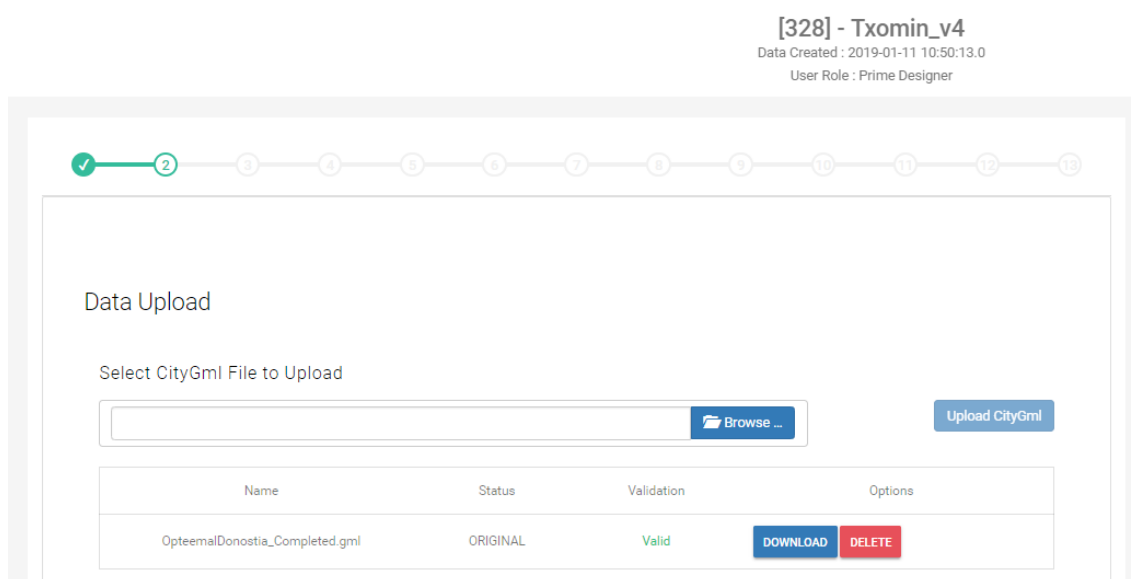 [328] - Txomin_v4
Data Created : 2019-01-11 10:50:13.0
User Role : Prime Designer
2 3 4 5 6 7 8 9 10 11 12 13
Data Upload
Select CityGml File to Upload
Browse ... Upload CityGml
Name Status Validation Options
OpteemalDonostia_Completed.gml ORIGINAL Valid DOWNLOAD DELETE